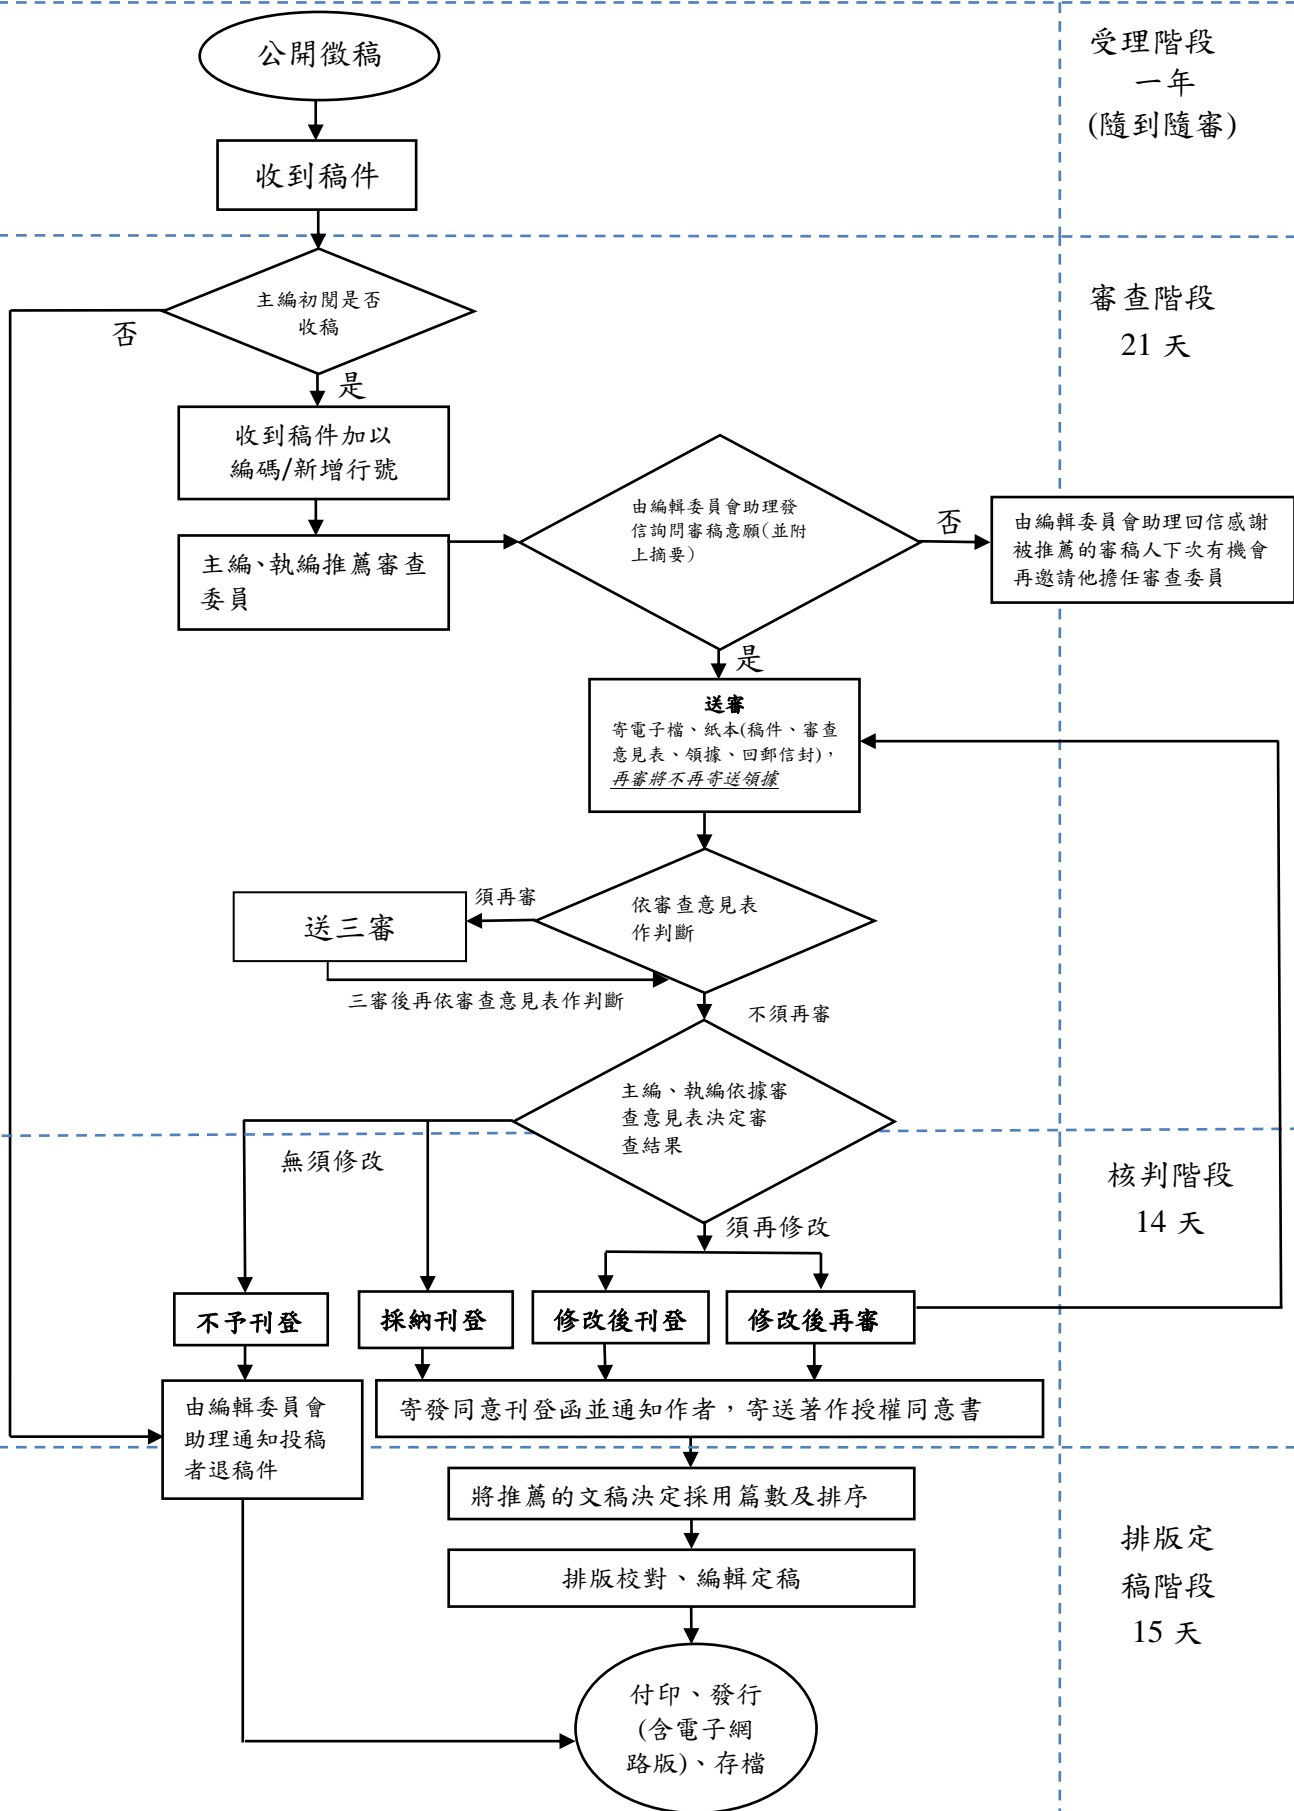 公開徵稿
受理階段
一年
(隨到隨審)
收到稿件
主編初閱是否
收稿
否
是
審查階段
21 天
收到稿件加以
編碼/新增行號
主編、執編推薦審查
委員
由編輯委員會助理發
信詢問審稿意願(並附
上摘要)
否
由編輯委員會助理回信感謝
被推薦的審稿人下次有機會
再邀請他擔任審查委員
是
送審
寄電子檔、紙本(稿件、審查
意見表、領據、回郵信封)，
再審將不再寄送領據
依審查意見表
作判斷
須再審
送三審
三審後再依審查意見表作判斷
不須再審
主編、執編依據審
查意見表決定審
查結果
無須修改
須再修改
核判階段
14 天
不予刊登
採納刊登
修改後刊登
修改後再審
由編輯委員會
助理通知投稿
者退稿件
寄發同意刊登函並通知作者，寄送著作授權同意書
將推薦的文稿決定採用篇數及排序
排版校對、編輯定稿
排版定
稿階段
15 天
付印、發行
(含電子網
路版)、存檔